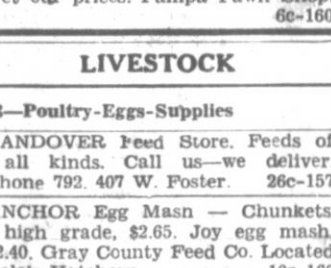 6c-160
LIVESTOCK
—Poultry-Eggs-Supplies
ANDOVER Feed Store. Feeds of
all kinds. Call us—we deliver
hone 792. 407 W. Foster. 26c-157
NCHOR Egg Masn — Chunkets
high grade, $2.65. Joy egg mash
2.40. Gray County Feed Co. Located